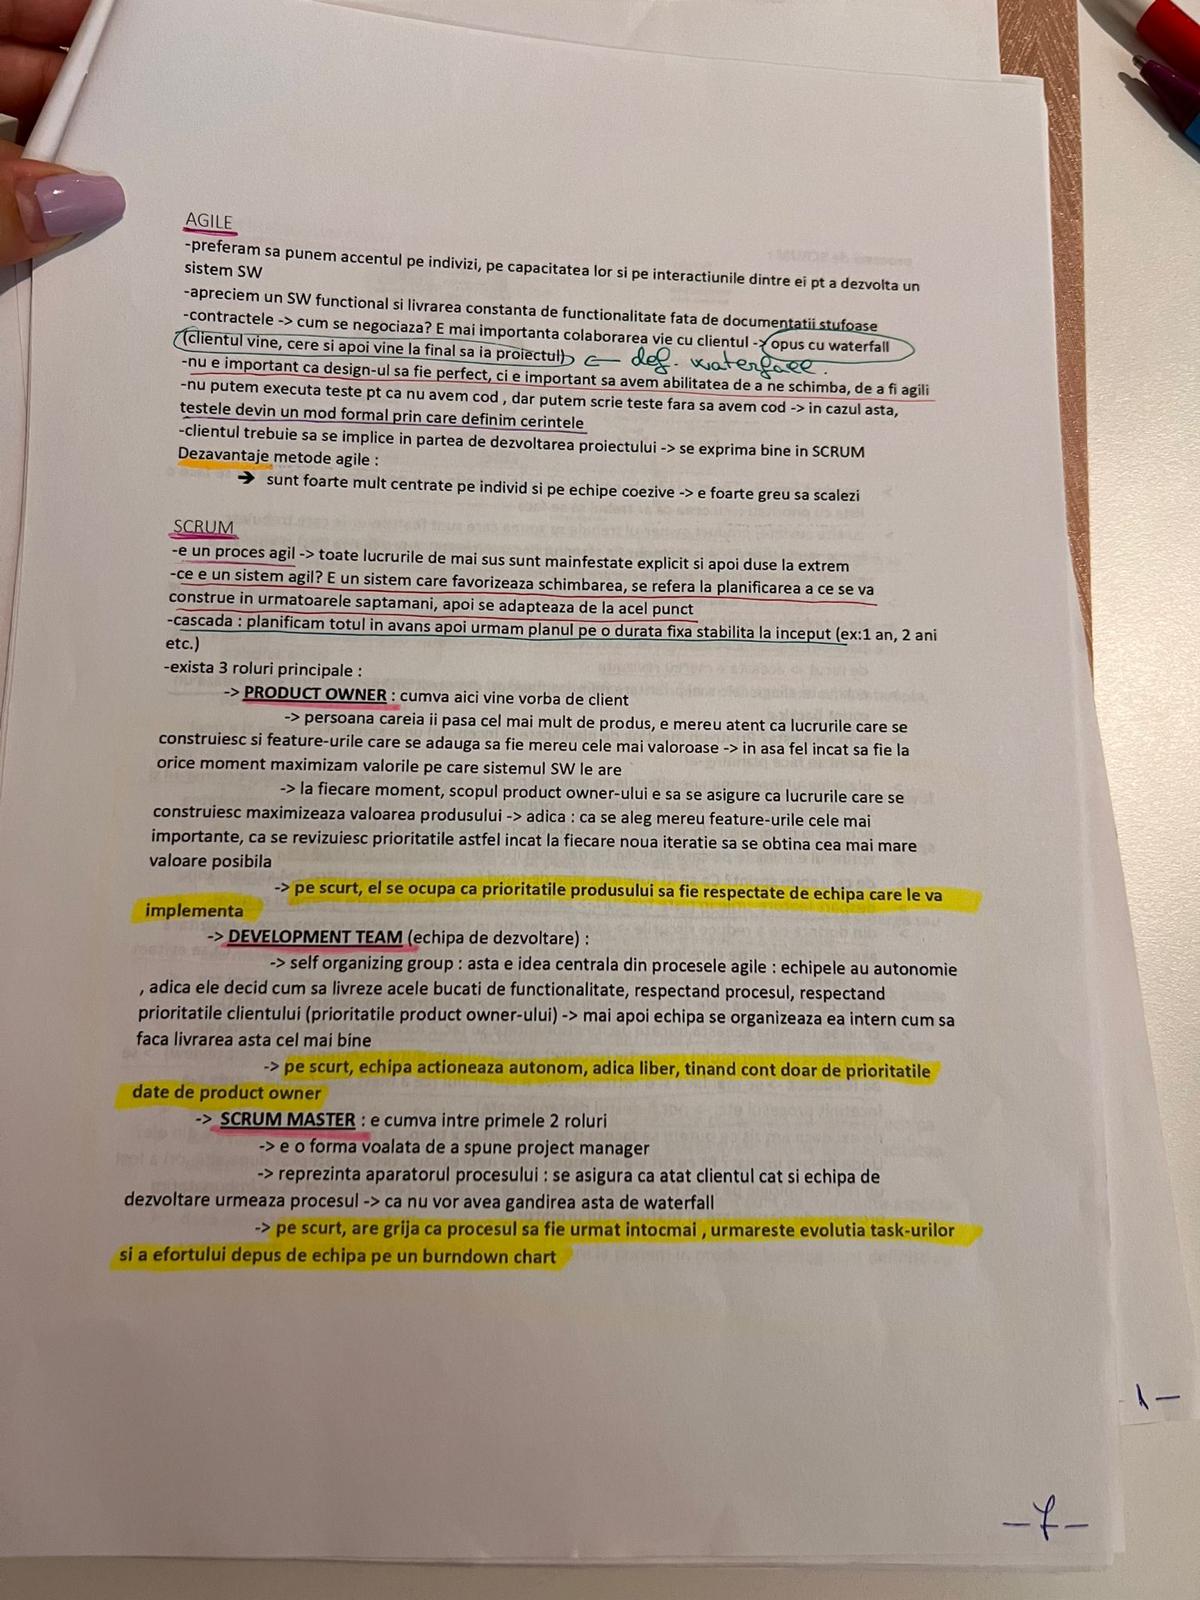 AGILE
-preferam sa punem accentul pe indivizi, pe capacitatea lor si pe interactiunile dintre ei pt a dezvolta un
sistem SW
-apreciem un SW functional si livrarea constanta de functionalitate fata de documentatii stufoase
-contractele -> cum se negociaza? E mai importanta colaborarea vie cu clientul -> opus cu waterfall
(clientul vine, cere si apoi vine la final sa ia proiectul) ← def. waterfall.
-nu e important ca design-ul sa fie perfect, ci e important sa avem abilitatea de a ne schimba, de a fi agili
-nu putem executa teste pt ca nu avem cod , dar putem scrie teste fara sa avem cod -> in cazul asta,
testele devin un mod formal prin care definim cerintele
-clientul trebuie sa se implice in partea de dezvoltarea proiectului -> se exprima bine in SCRUM
Dezavantaje metode agile :
➔ sunt foarte mult centrate pe individ si pe echipe coezive -> e foarte greu sa scalezi
SCRUM
-e un proces agil -> toate lucrurile de mai sus sunt mainfestate explicit si apoi duse la extrem
-ce e un sistem agil? E un sistem care favorizeaza schimbarea, se refera la planificarea a ce se va
construe in urmatoarele saptamani, apoi se adapteaza de la acel punct
-cascada : planificam totul in avans apoi urmam planul pe o durata fixa stabilita la inceput (ex:1 an, 2 ani
etc.)
-exista 3 roluri principale :
-> PRODUCT OWNER : cumva aici vine vorba de client
-> persoana careia ii pasa cel mai mult de produs, e mereu atent ca lucrurile care se
construiesc si feature-urile care se adauga sa fie mereu cele mai valoroase -> in asa fel incat sa fie la
orice moment maximizam valorile pe care sistemul SW le are
-> la fiecare moment, scopul product owner-ului e sa se asigure ca lucrurile care se
construiesc maximizeaza valoarea produsului -> adica : ca se aleg mereu feature-urile cele mai
importante, ca se revizuiesc prioritatile astfel incat la fiecare noua iteratie sa se obtina cea mai mare
valoare posibila
-> pe scurt, el se ocupa ca prioritatile produsului sa fie respectate de echipa care le va
implementa
-> DEVELOPMENT TEAM (echipa de dezvoltare) :
-> self organizing group : asta e idea centrala din procesele agile : echipele au autonomie
, adica ele decid cum sa livreze acele bucati de functionalitate, respectand procesul, respectand
prioritatile clientului (prioritatile product owner-ului) -> mai apoi echipa se organizeaza ea intern cum sa
faca livrarea asta cel mai bine
-> pe scurt, echipa actioneaza autonom, adica liber, tinand cont doar de prioritatile
date de product owner
-> SCRUM MASTER : e cumva intre primele 2 roluri
-> e o forma voalata de a spune project manager
-> reprezinta aparatorul procesului : se asigura ca atat clientul cat si echipa de
dezvoltare urmeaza procesul -> ca nu vor avea gandirea asta de waterfall
-> pe scurt, are grija ca procesul sa fie urmat intocmai , urmareste evolutia task-urilor
si a efortului depus de echipa pe un burndown chart
-7-